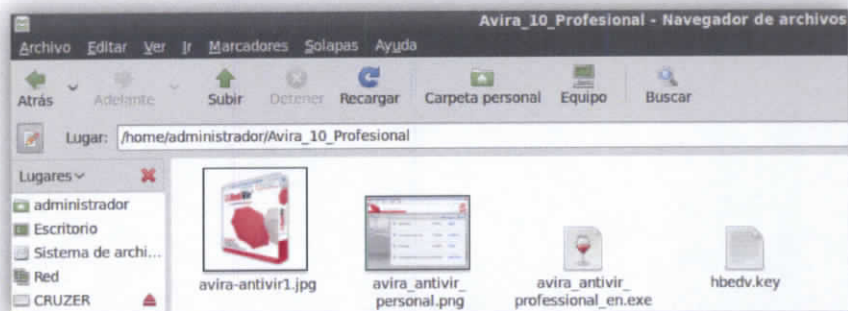 Avira_10_Profesional - Navegador de archivos
Archivo Editar Ver Ir Marcadores Solapas Ayuda
Atrás Adelante Subir Detener Recargar Carpeta personal Equipo Buscar
Lugar: /home/administrador/Avira_10_Profesional
Lugares
administrador
Escritorio
Sistema de archi...
Red
CRUZER
avira-antivir1.jpg
avira_antivir_
personal.png
avira_antivir_
professional_en.exe
hbedv.key